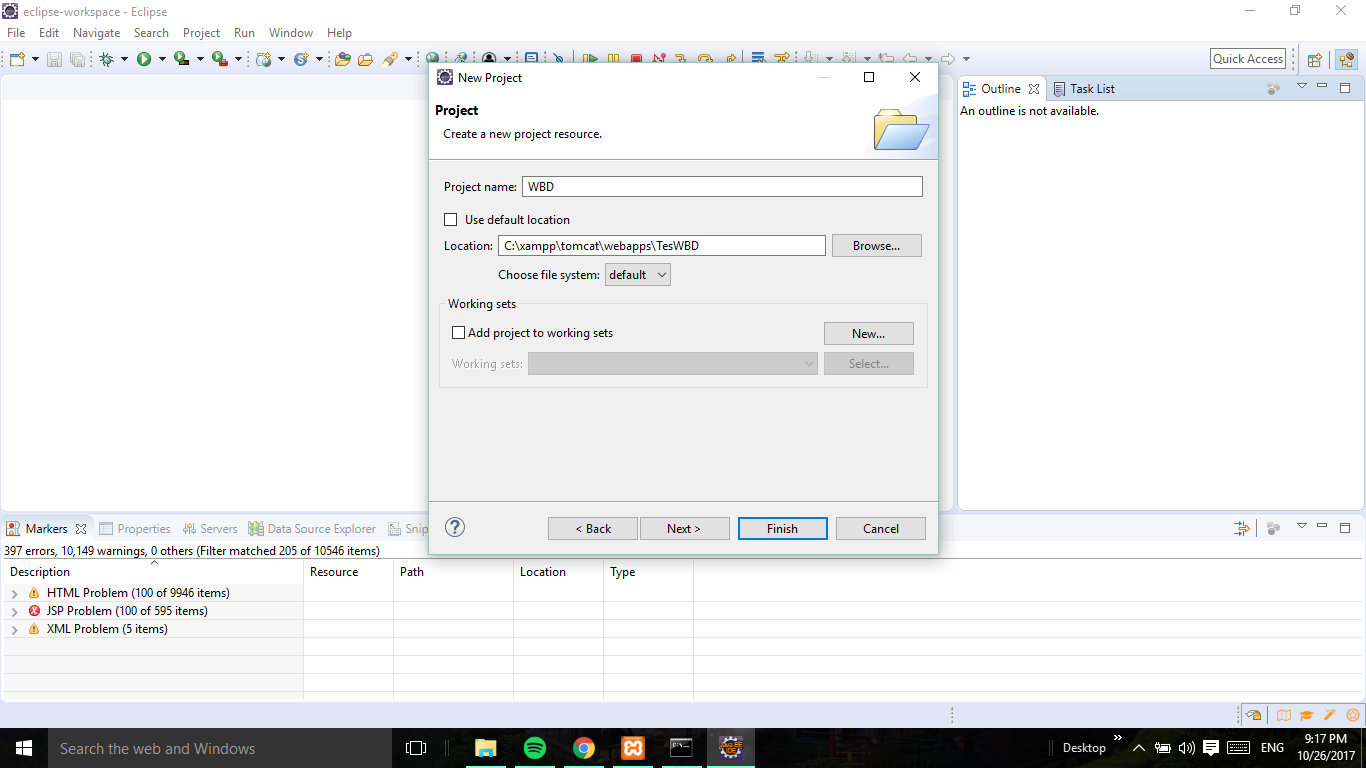 eclipse-workspace - Eclipse
File Edit Navigate Search Project Run Window Help
Quick Access
New Project
Outline Task List
Project
An outline is not available.
Create a new project resource.
Project name: WBD
Use default location
Location: C:\xampp\tomcat\webapps\TesWBD Browse...
Choose file system: default
Working sets
Add project to working sets New...
Working sets: Select...
< Back Next > Finish Cancel
Markers Properties Servers Data Source Explorer Snip
397 errors, 10,149 warnings, 0 others (Filter matched 205 of 10546 items)
Description Resource Path Location Type
HTML Problem (100 of 9946 items)
JSP Problem (100 of 595 items)
XML Problem (5 items)
Search the web and Windows
Desktop ENG
9:17 PM
10/26/2017